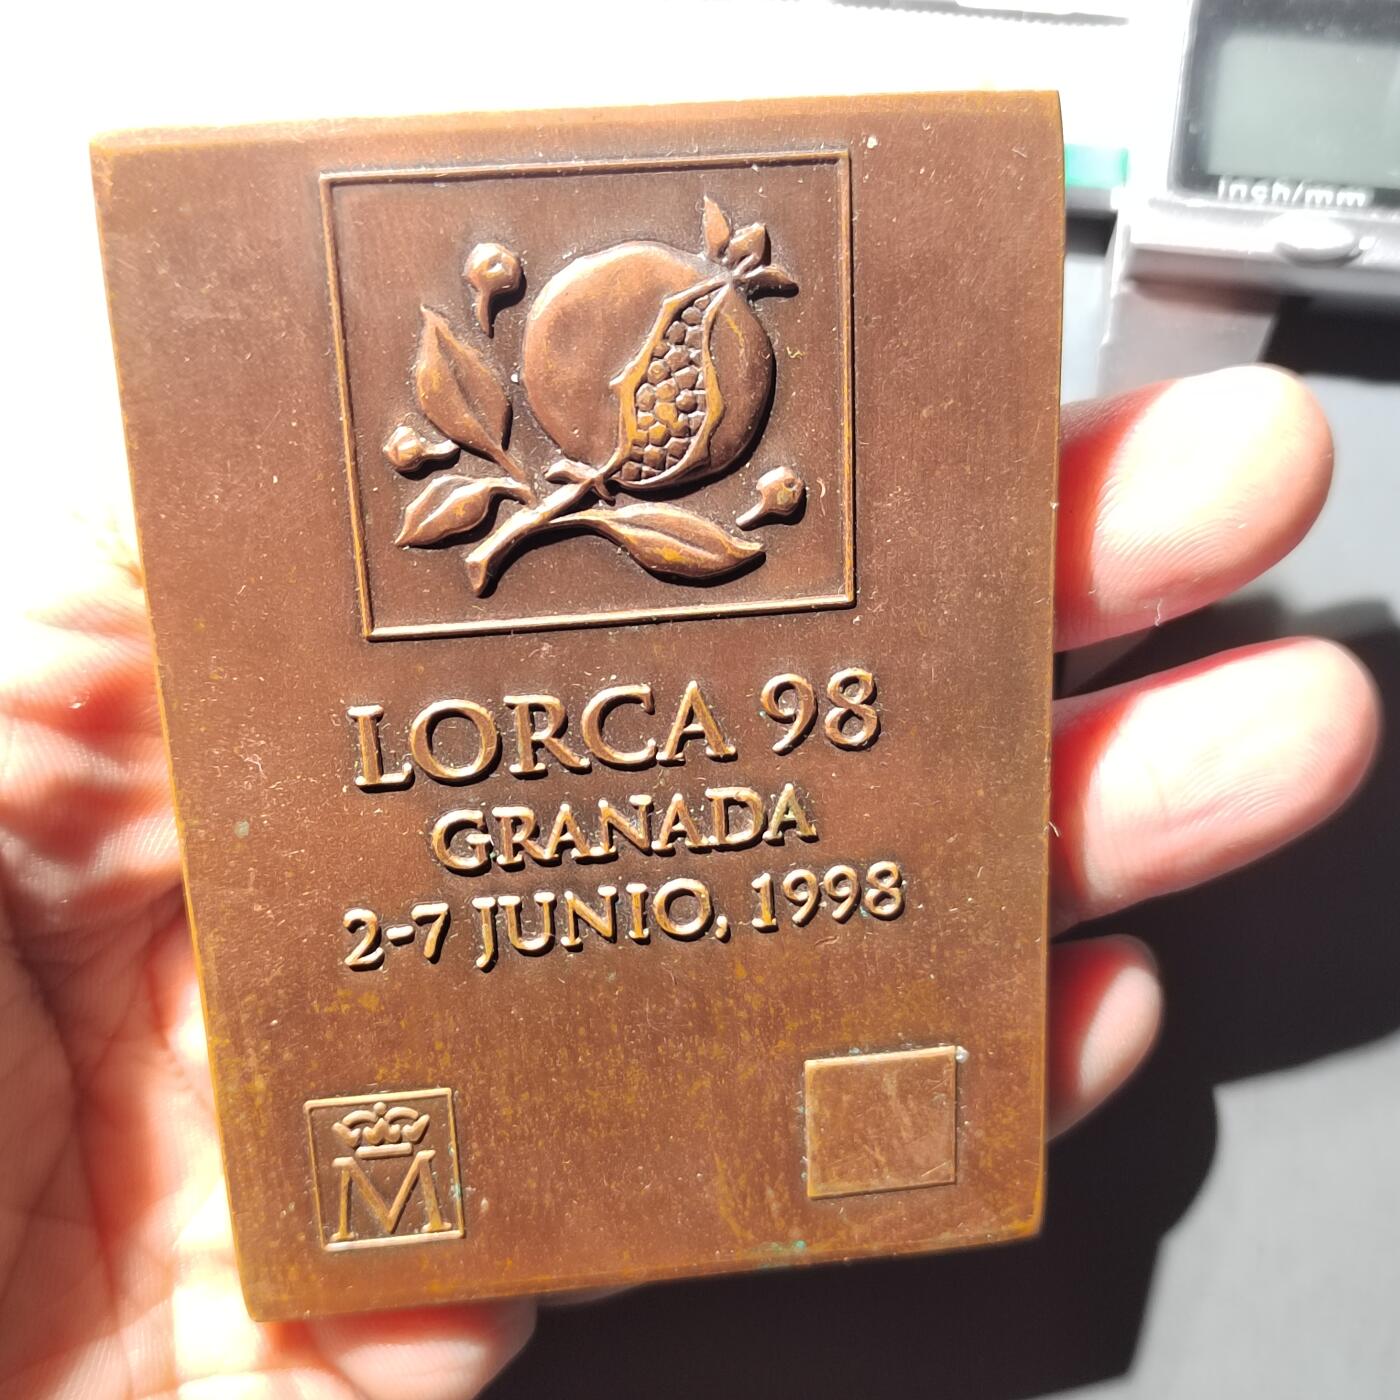 inch/mm
LORCA 98
GRANADA
2-7 JUNIO, 1998
M